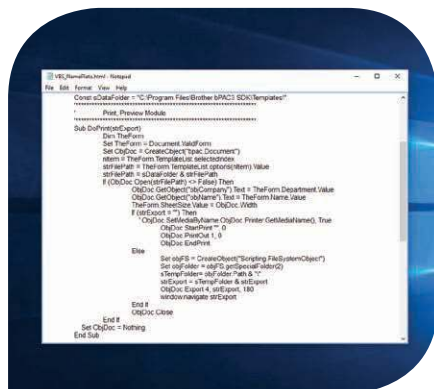 VBS_NamePlate.html - Notepad
File Edit Format View Help
Const sDataFolder = "C:\Program Files\Brother bPAC3 SDK\Templates\"
'*******************************************************************
' Print, Preview Module
'*******************************************************************
Sub DoPrint(strExport)
Dim TheForm
Set TheForm = Document.ValidForm
Set ObjDoc = CreateObject("bpac.Document")
nItem = TheForm.TemplateList.selectedIndex
strFilePath = TheForm.TemplateList.options(nItem).Value
strFilePath = sDataFolder & strFilePath
If (ObjDoc.Open(strFilePath) <> False) Then
ObjDoc.GetObject("objCompany").Text = TheForm.Department.Value
ObjDoc.GetObject("objName").Text = TheForm.Name.Value
TheForm.SheetSize.Value = ObjDoc.Width
If (strExport = "") Then
' ObjDoc.SetMediaByName ObjDoc.Printer.GetMediaName(), True
ObjDoc.StartPrint "", 0
ObjDoc.PrintOut 1, 0
ObjDoc.EndPrint
Else
Set objFS = CreateObject("Scripting.FileSystemObject")
Set objFolder = objFS.getSpecialFolder(2)
sTempFolder= objFolder.Path & "\"
strExport = sTempFolder & strExport
ObjDoc.Export 4, strExport, 180
window.navigate strExport
End If
ObjDoc.Close
End If
Set ObjDoc = Nothing
End Sub